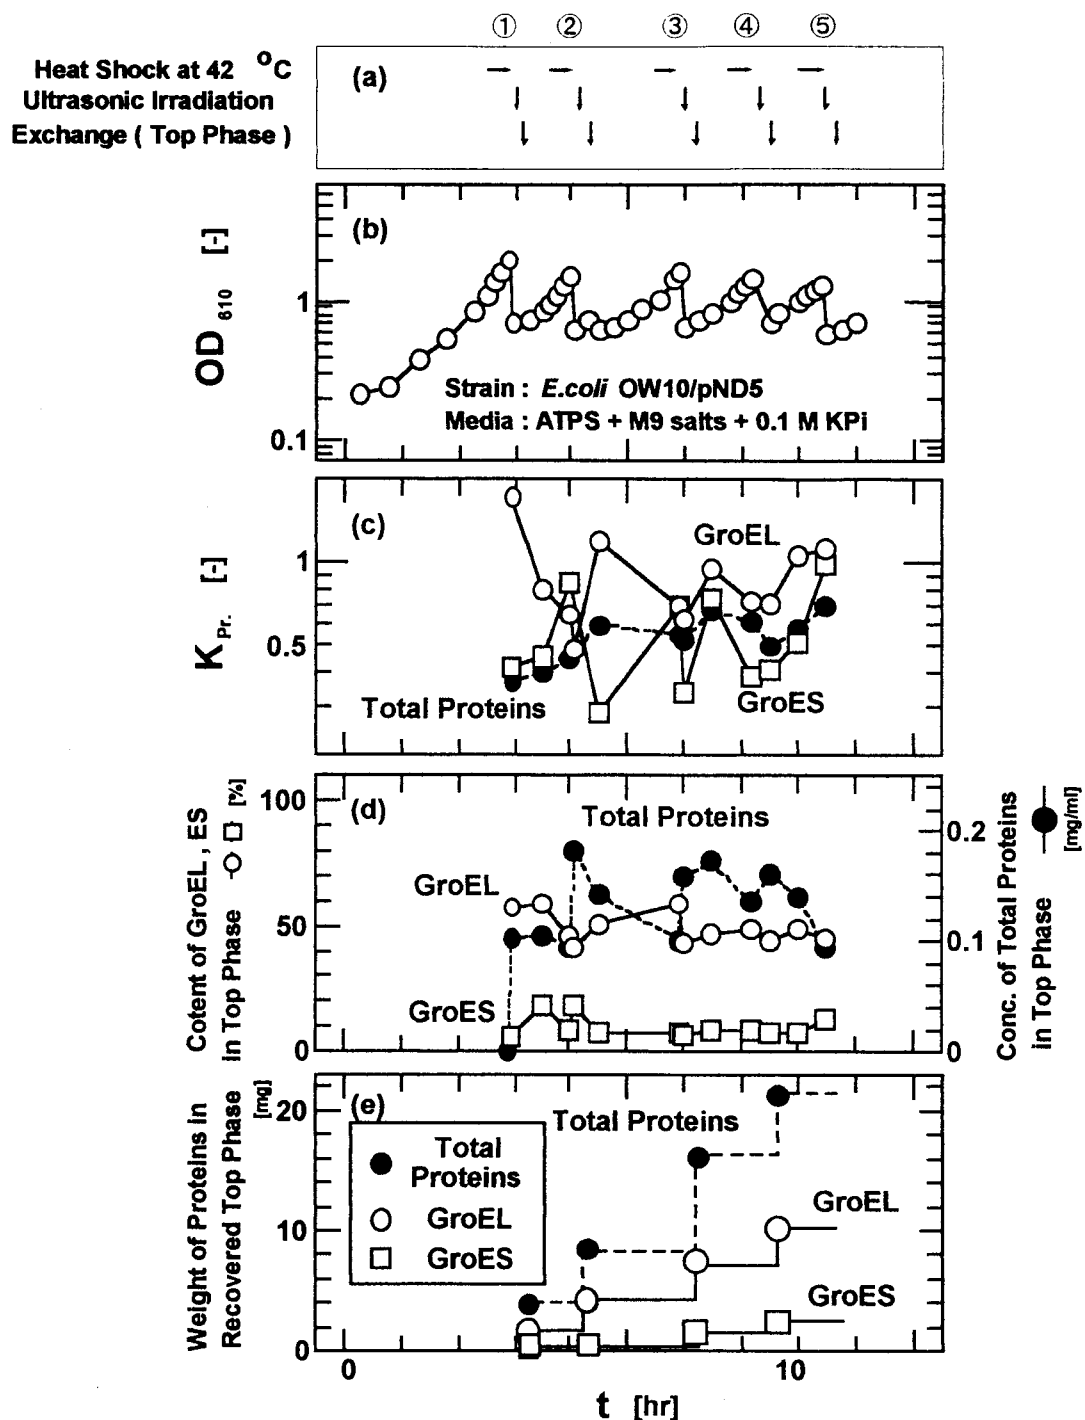 ① ② ③ ④ ⑤
Heat Shock at 42 °C
Ultrasonic Irradiation
Exchange ( Top Phase )
(a)
(b)
OD 610 [-]
1
0.1
Strain : E.coli OW10/pND5
Media : ATPS + M9 salts + 0.1 M KPi
(c)
K Pr. [-]
1
0.5
GroEL
Total Proteins
GroES
(d)
Cotent of GroEL , ES
in Top Phase [%]
100
50
0
Total Proteins
GroEL
GroES
0.2
0.1
0
Conc. of Total Proteins
in Top Phase
[mg/ml]
(e)
Weight of Proteins in
Recovered Top Phase
[mg]
20
10
0
Total Proteins
Total
Proteins
GroEL
GroES
GroEL
GroES
0 10
t [hr]